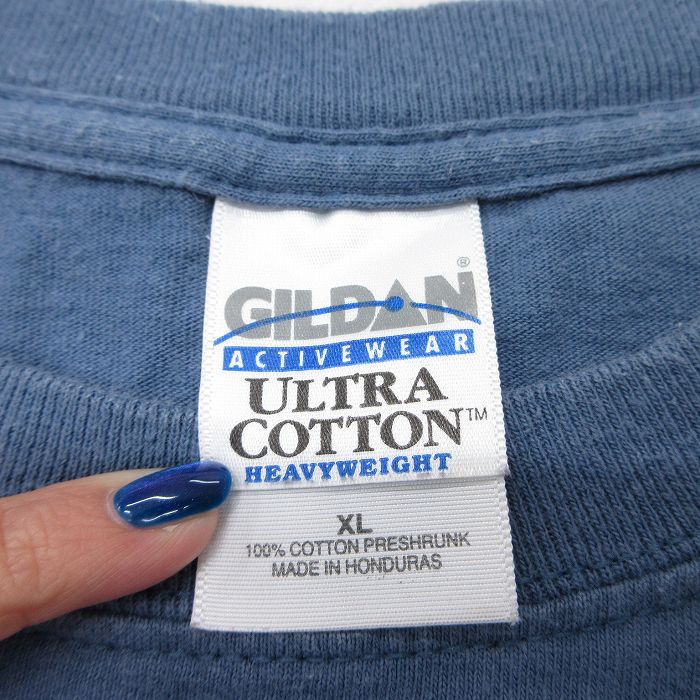 GILDAN®
ACTIVEWEAR
ULTRA
COTTON™
HEAVYWEIGHT
XL
100% COTTON PRESHRUNK
MADE IN HONDURAS